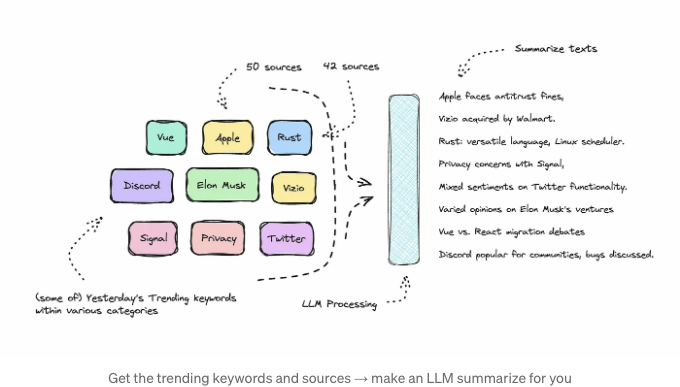 Summarize texts
50 sources
42 sources
Apple faces antitrust fines,
Vizio acquired by Walmart.
Rust: versatile language, Linux scheduler.
Privacy concerns with Signal,
Mixed sentiments on Twitter functionality.
Varied opinions on Elon Musk's ventures
Vue vs. React migration debates
Discord popular for communities, bugs discussed.
Vue
Apple
Rust
Discord
Elon Musk
Vizio
Signal
Privacy
Twitter
(some of) Yesterday's Trending keywords
within various categories
LLM Processing
Get the trending keywords and sources → make an LLM summarize for you